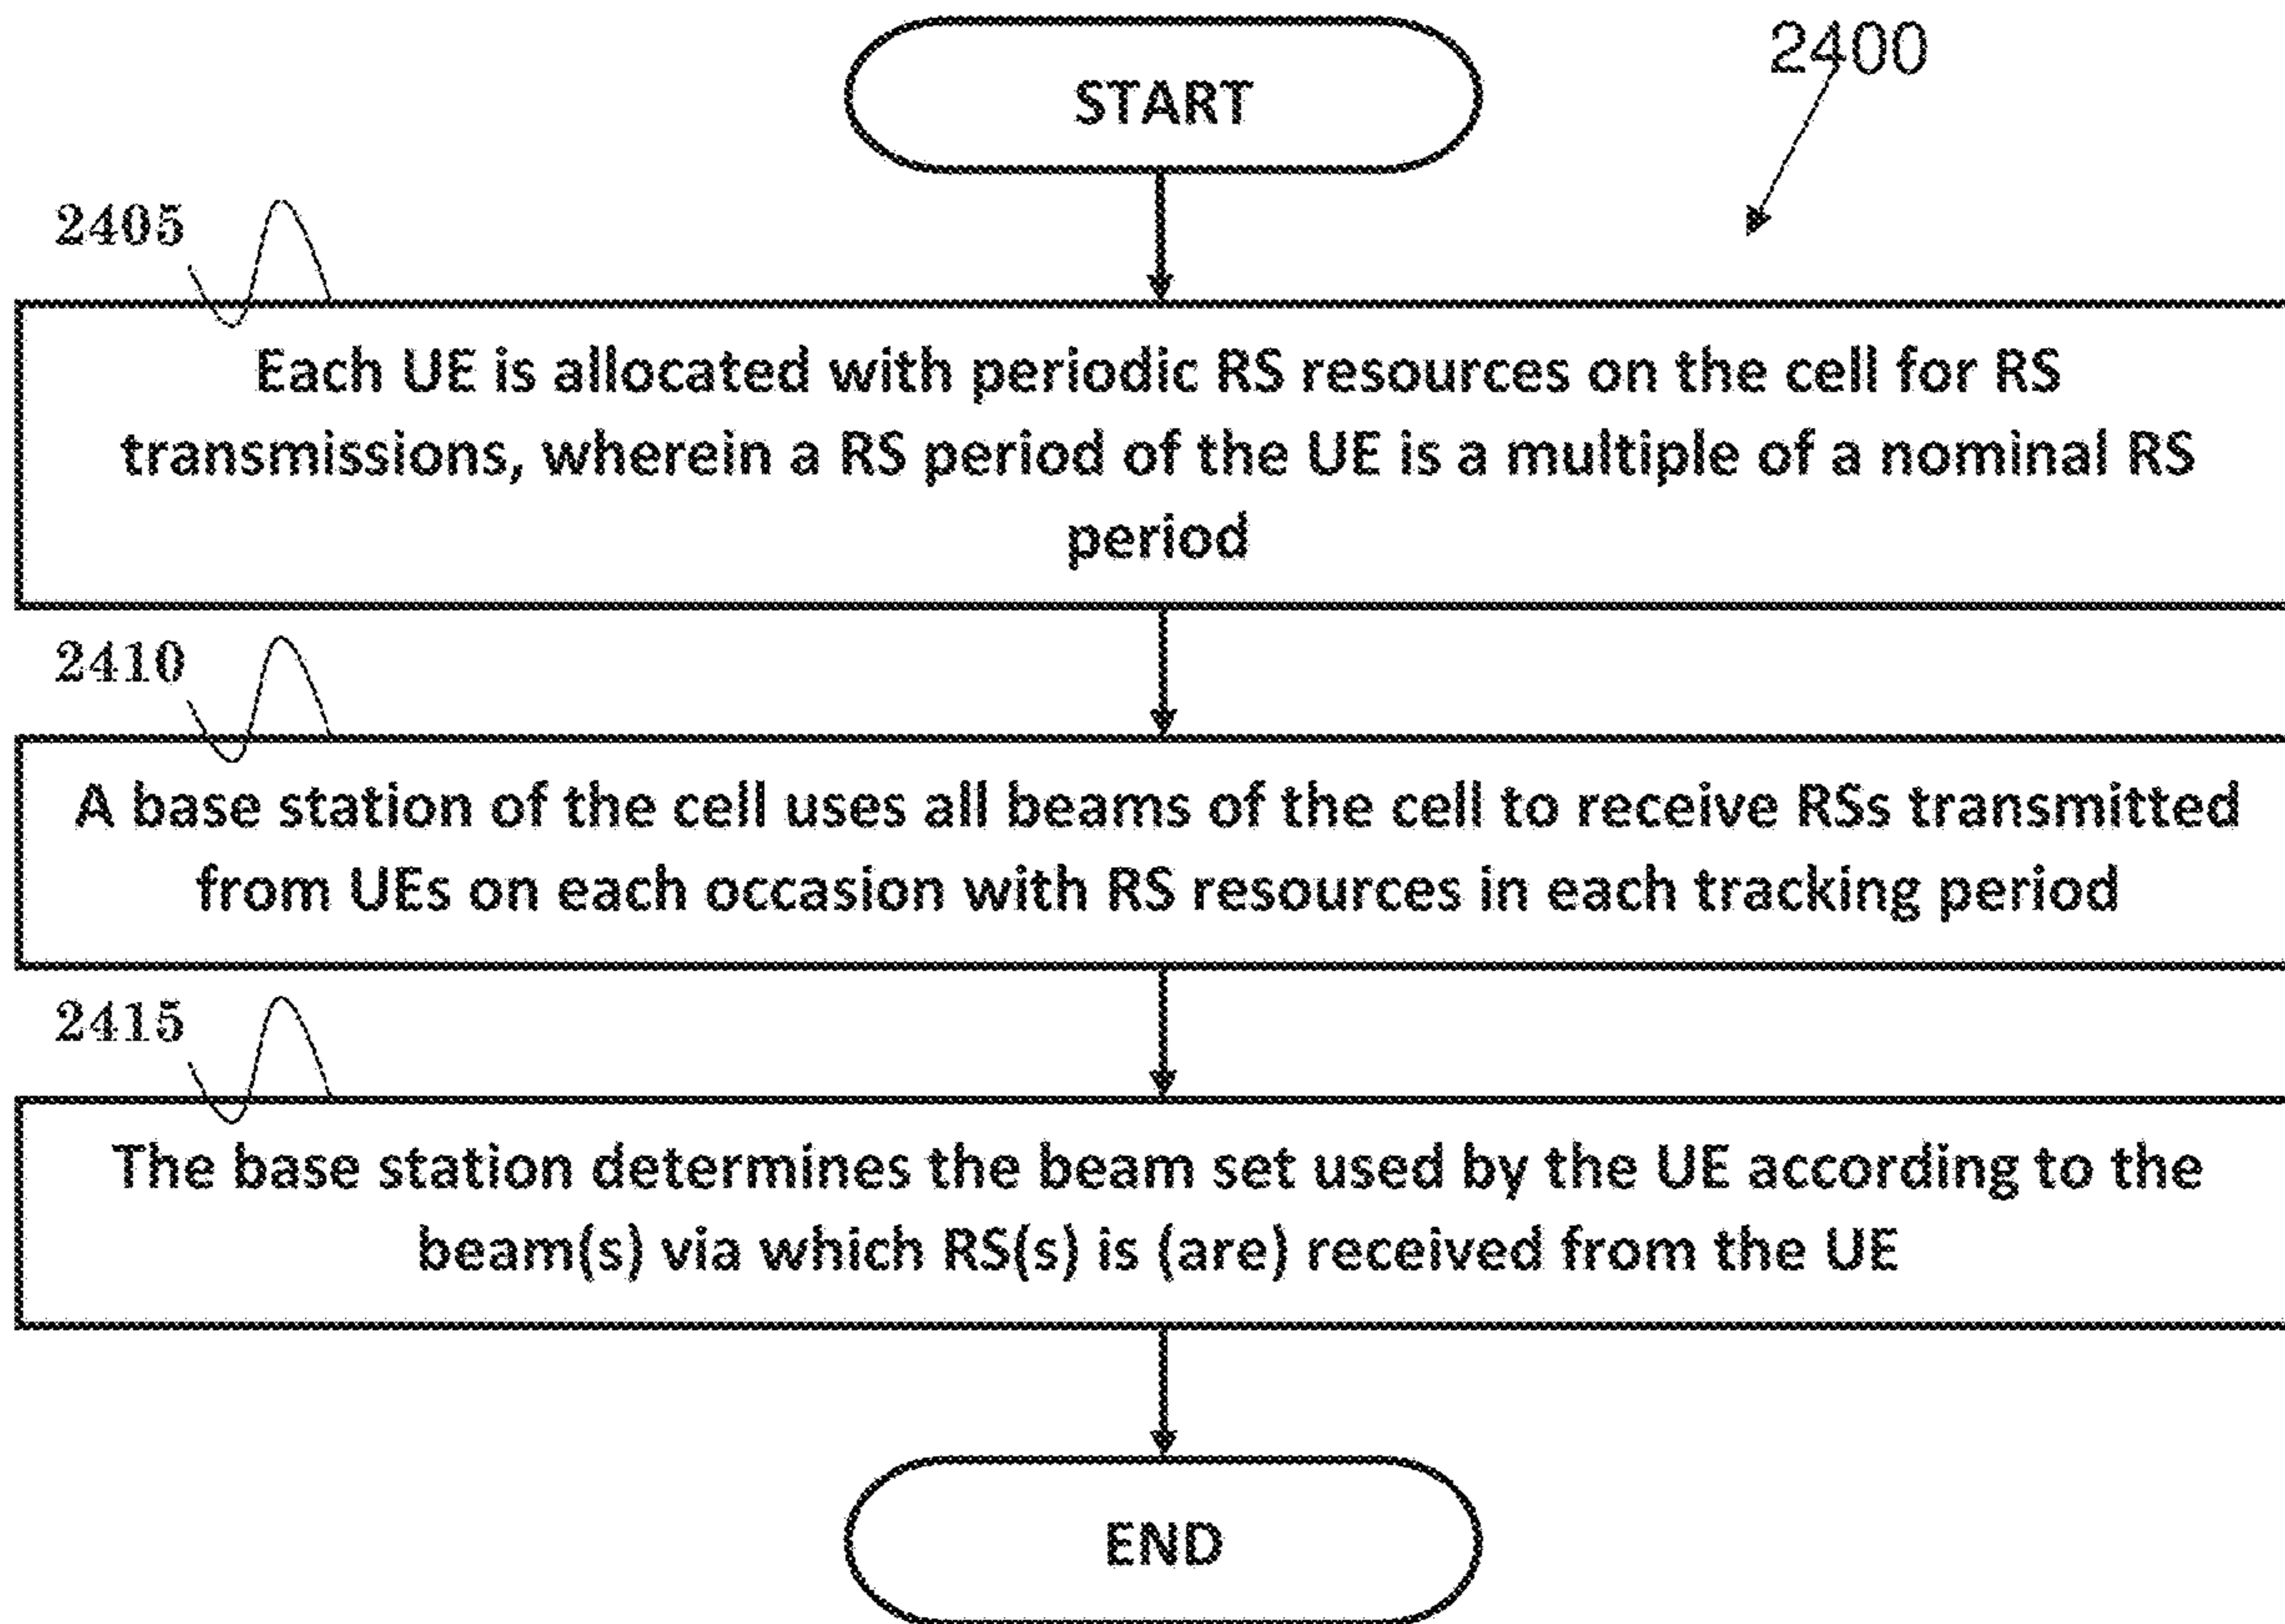 START
2400
2405
Each UE is allocated with periodic RS resources on the cell for RS
transmissions, wherein a RS period of the UE is a multiple of a nominal RS
period
2410
A base station of the cell uses all beams of the cell to receive RSs transmitted
from UEs on each occasion with RS resources in each tracking period
2415
The base station determines the beam set used by the UE according to the
beam(s) via which RS(s) is (are) received from the UE
END